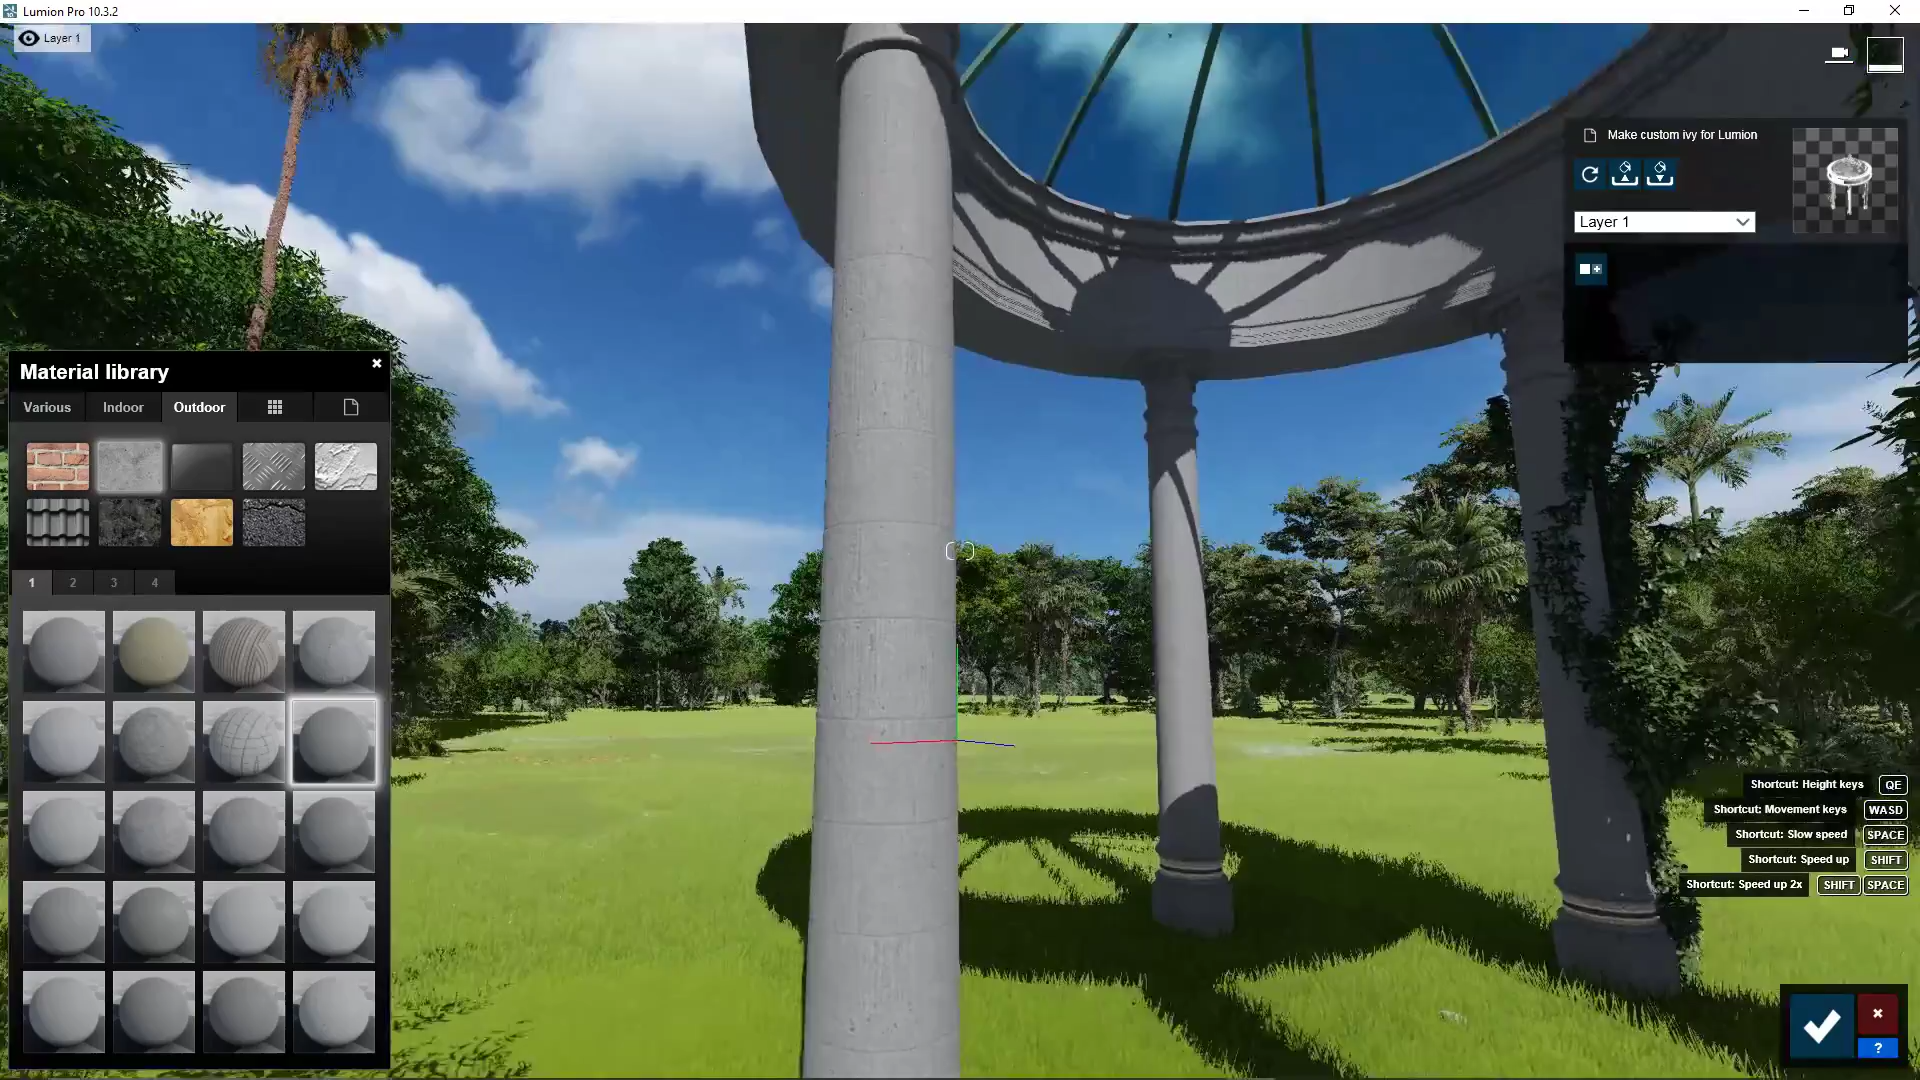 Lumion Pro 10.3.2
Layer 1
Make custom ivy for Lumion
Layer 1
Material library
Various Indoor Outdoor
1 2 3 4
Shortcut: Height keys QE
Shortcut: Movement keys WASD
Shortcut: Slow speed SPACE
Shortcut: Speed up SHIFT
Shortcut: Speed up 2x SHIFT SPACE
?